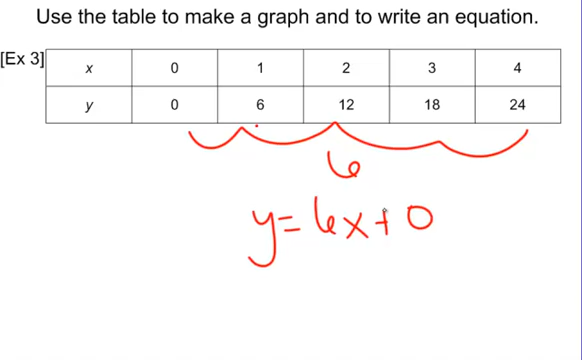 Use the table to make a graph and to write an equation.
[Ex 3]
x 0 1 2 3 4
y 0 6 12 18 24
6
y=6x+0